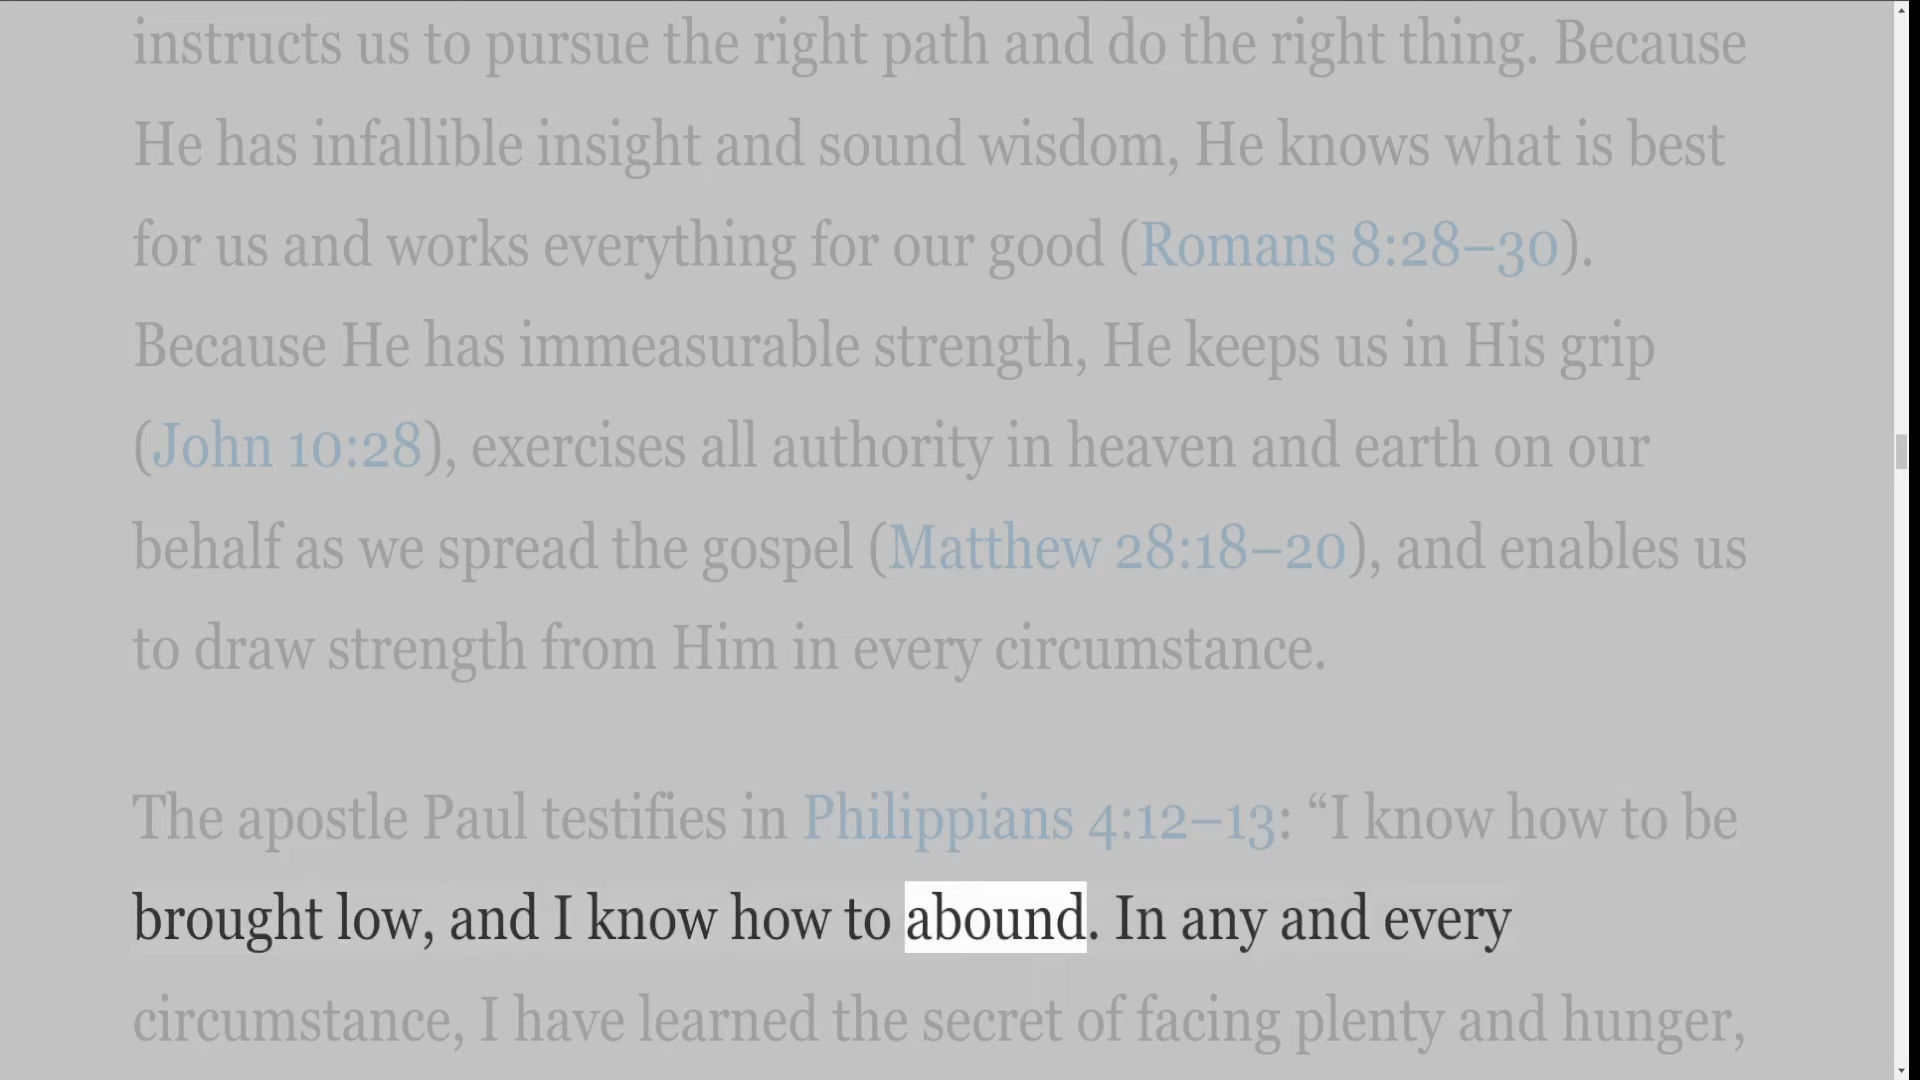 instructs us to pursue the right path and do the right thing. Because
He has infallible insight and sound wisdom, He knows what is best
for us and works everything for our good (Romans 8:28–30).
Because He has immeasurable strength, He keeps us in His grip
(John 10:28), exercises all authority in heaven and earth on our
behalf as we spread the gospel (Matthew 28:18–20), and enables us
to draw strength from Him in every circumstance.
The apostle Paul testifies in Philippians 4:12–13: “I know how to be
brought low, and I know how to abound. In any and every
circumstance, I have learned the secret of facing plenty and hunger,